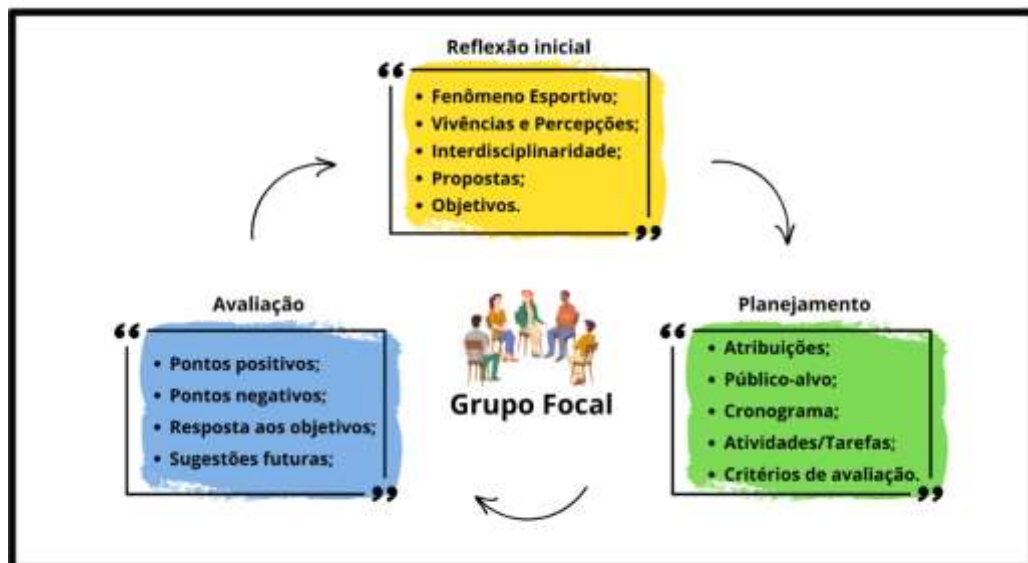 Reflexão inicial
• Fenômeno Esportivo;
• Vivências e Percepções;
• Interdisciplinaridade;
• Propostas;
• Objetivos.
Avaliação
• Pontos positivos;
• Pontos negativos;
• Resposta aos objetivos;
• Sugestões futuras;
Grupo Focal
Planejamento
• Atribuições;
• Público-alvo;
• Cronograma;
• Atividades/Tarefas;
• Critérios de avaliação.